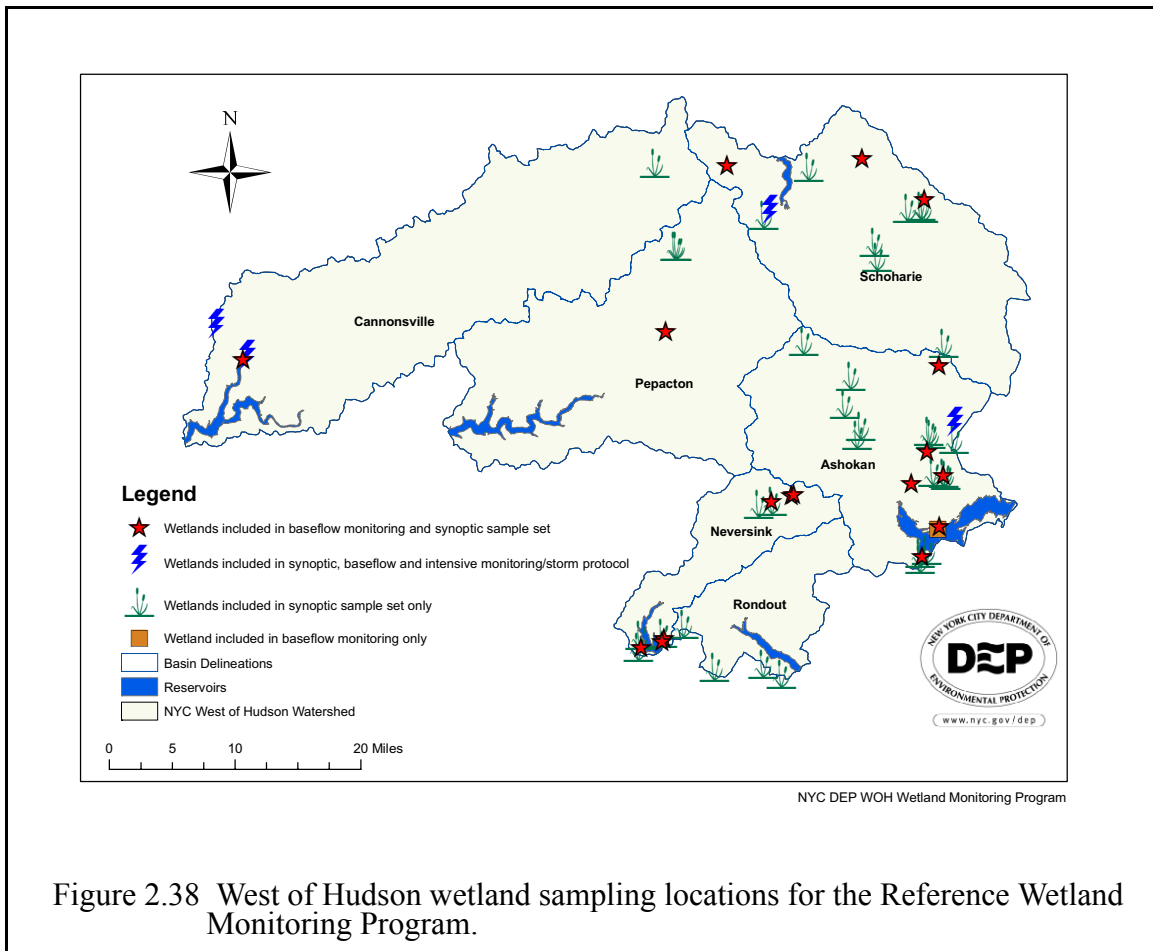 N
Schoharie
Cannonsville
Pepacton
Ashokan
Neversink
Rondout
Legend
Wetlands included in baseflow monitoring and synoptic sample set
Wetlands included in synoptic, baseflow and intensive monitoring/storm protocol
Wetlands included in synoptic sample set only
Wetland included in baseflow monitoring only
Basin Delineations
Reservoirs
NYC West of Hudson Watershed
0 5 10 20 Miles
NEW YORK CITY DEPARTMENT OF
DEP
ENVIRONMENTAL PROTECTION
www.nyc.gov/dep
NYC DEP WOH Wetland Monitoring Program
Figure 2.38 West of Hudson wetland sampling locations for the Reference Wetland
Monitoring Program.